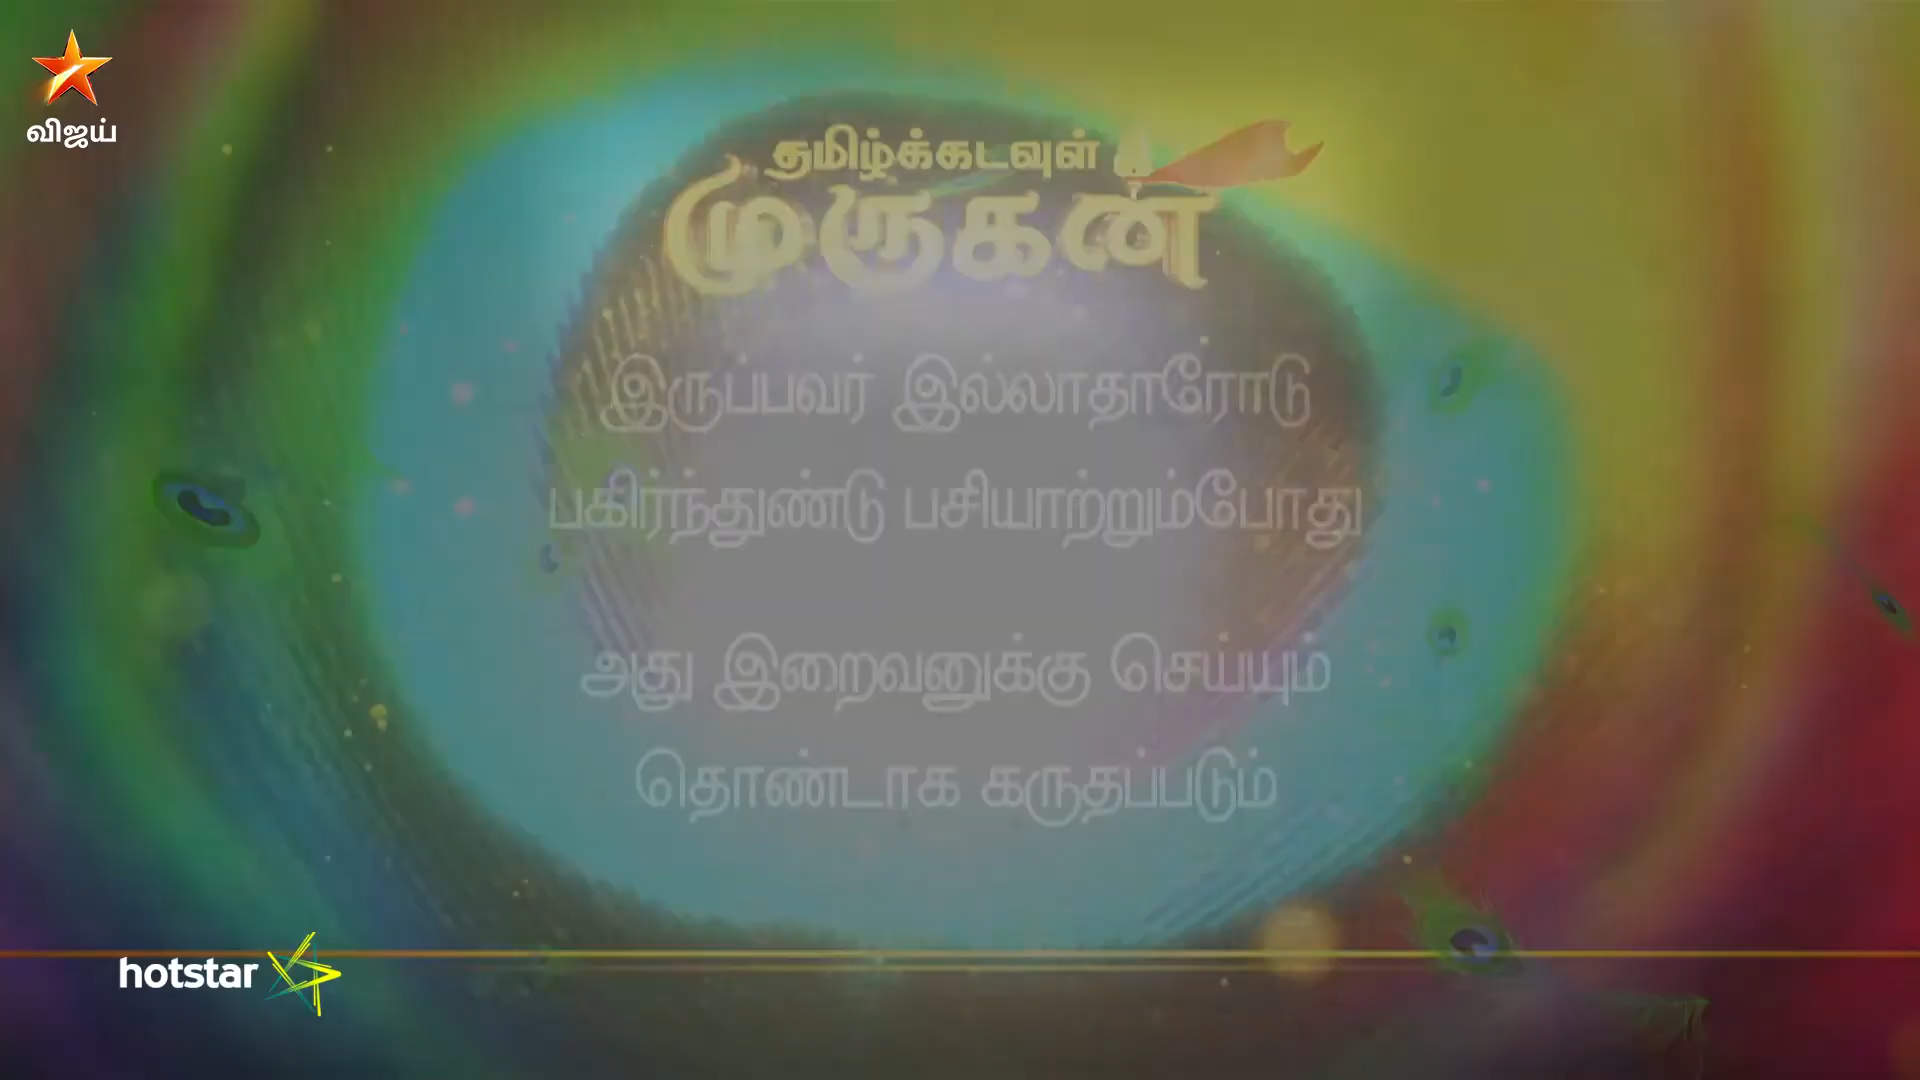 விஜய்
தமிழ்க்கடவுள்
முருகன்
இருப்பவர் இல்லாதாரோடு
பகிர்ந்துண்டு பசியாற்றும்போது
அது இறைவனுக்கு செய்யும்
தொண்டாக கருதப்படும்
hotstar